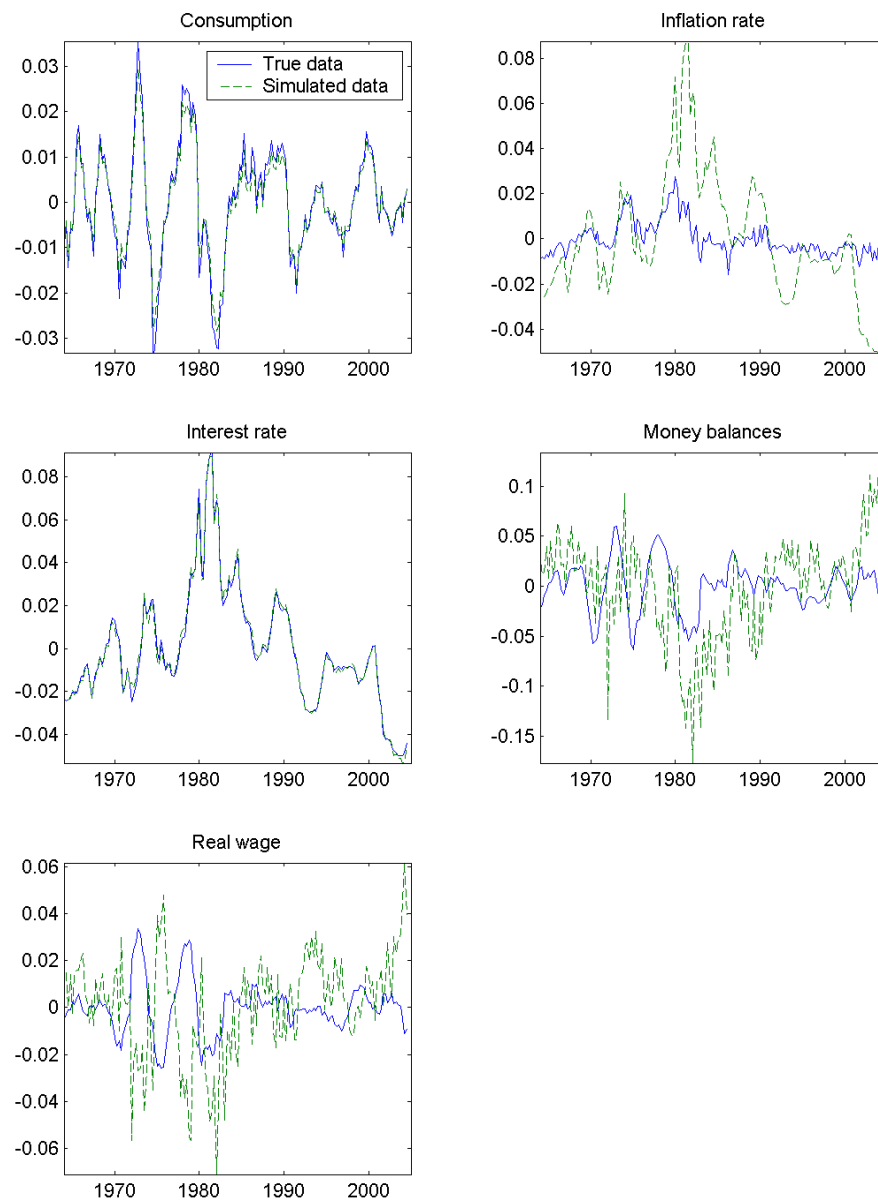 Consumption
0.03
0.02
0.01
0
-0.01
-0.02
-0.03
1970 1980 1990 2000
True data
Simulated data
Inflation rate
0.08
0.06
0.04
0.02
0
-0.02
-0.04
1970 1980 1990 2000
Interest rate
0.08
0.06
0.04
0.02
0
-0.02
-0.04
1970 1980 1990 2000
Money balances
0.1
0.05
0
-0.05
-0.1
-0.15
1970 1980 1990 2000
Real wage
0.06
0.04
0.02
0
-0.02
-0.04
-0.06
1970 1980 1990 2000